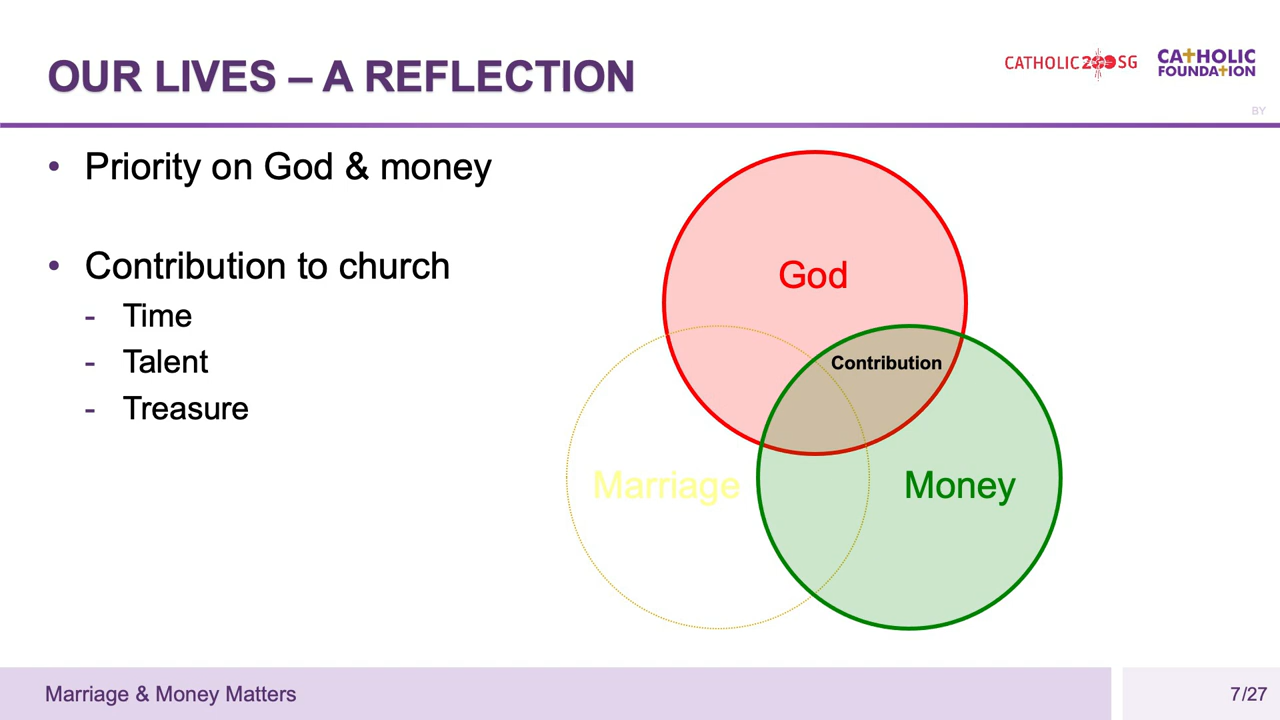 OUR LIVES – A REFLECTION
CATHOLIC200SG
CATHOLIC
FOUNDATION
BY
• Priority on God & money
• Contribution to church
- Time
- Talent
- Treasure
God
Contribution
Marriage
Money
Marriage & Money Matters
7/27